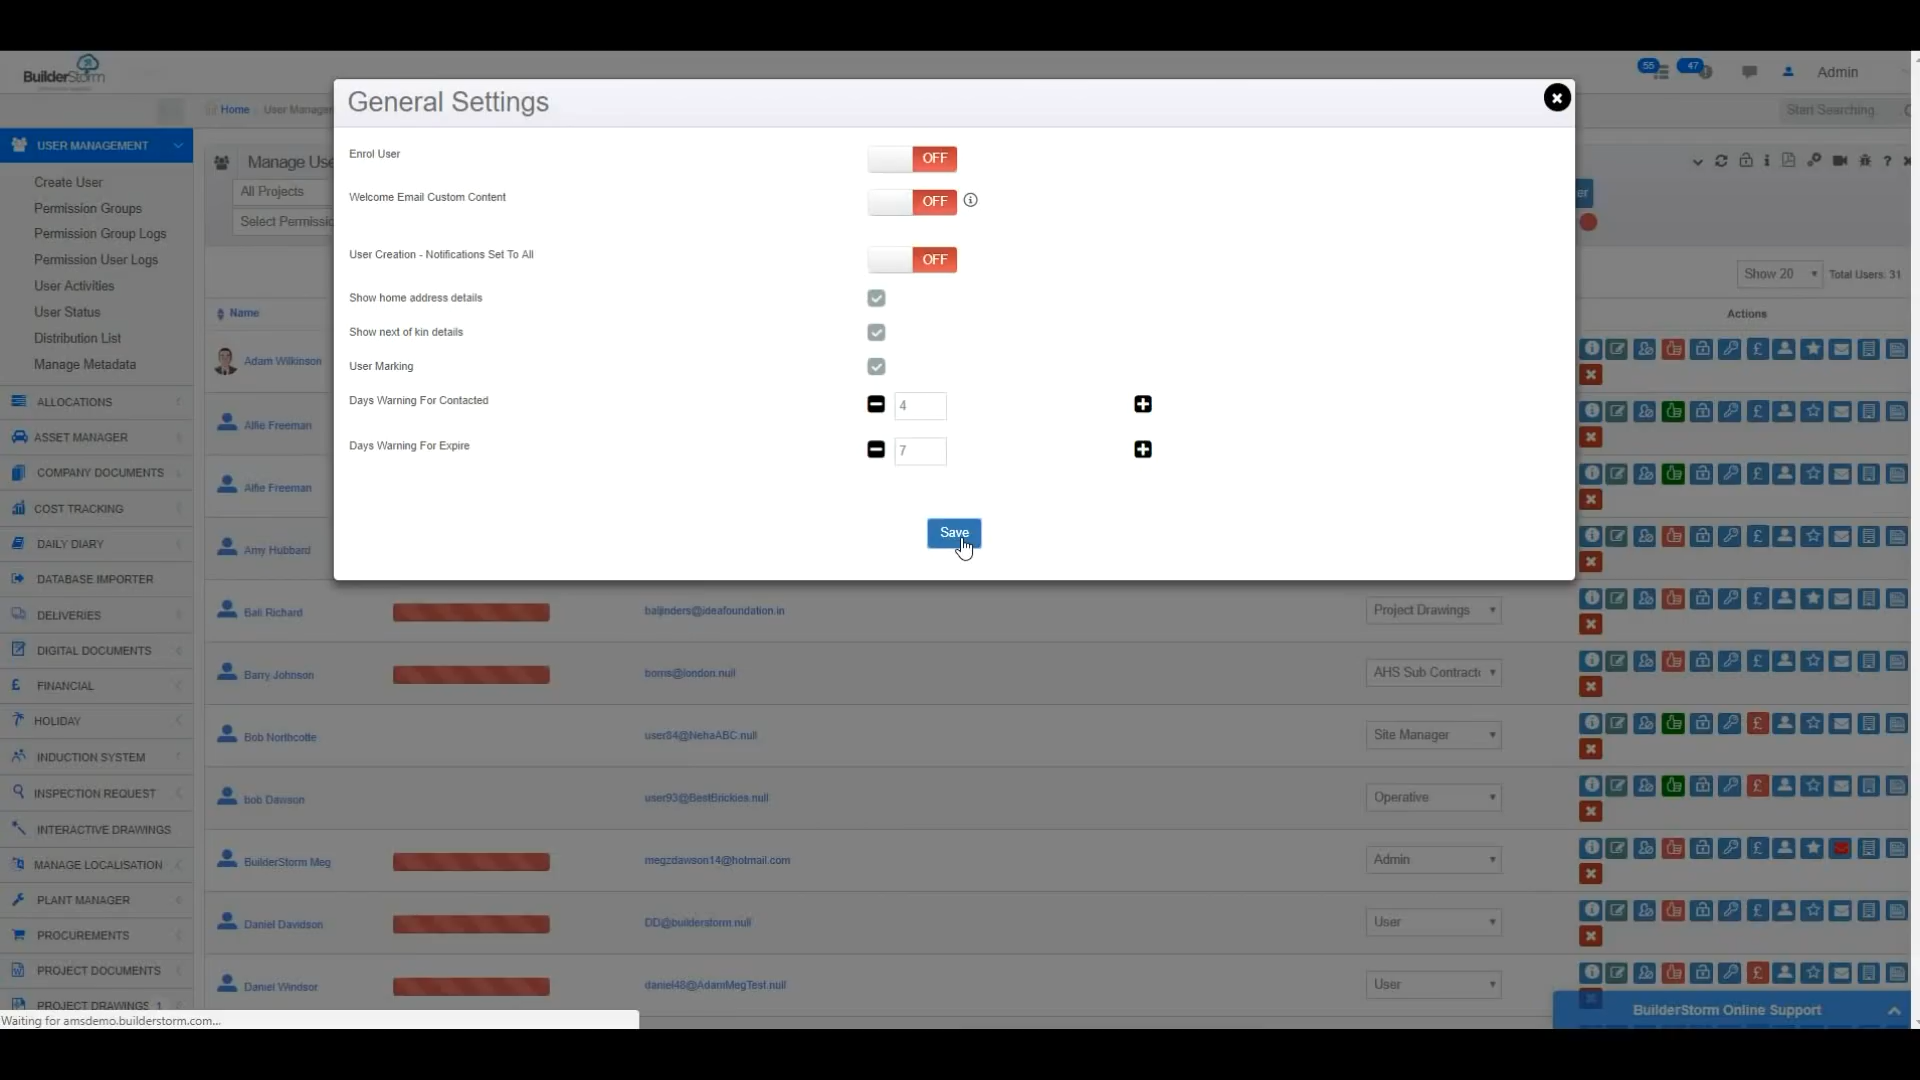 BuilderStorm
55
47
Admin
Home
User Manage
Start Searching.
General Settings
Enrol User
OFF
Welcome Email Custom Content
OFF
User Creation - Notifications Set To All
OFF
Show home address details
Show next of kin details
User Marking
Days Warning For Contacted
4
Days Warning For Expire
7
Save
USER MANAGEMENT
Create User
Permission Groups
Permission Group Logs
Permission User Logs
User Activities
User Status
Distribution List
Manage Metadata
ALLOCATIONS
ASSET MANAGER
COMPANY DOCUMENTS
COST TRACKING
DAILY DIARY
DATABASE IMPORTER
DELIVERIES
DIGITAL DOCUMENTS
FINANCIAL
HOLIDAY
INDUCTION SYSTEM
INSPECTION REQUEST
INTERACTIVE DRAWINGS
MANAGE LOCALISATION
PLANT MANAGER
PROCUREMENTS
PROJECT DOCUMENTS
PROJECT DRAWINGS 1
Manage Use
All Projects
Select Permissio
er
Show 20
Total Users: 31
Name
Actions
Adam Wilkinson
Alfie Freeman
Alfie Freeman
Amy Hubbard
Bali Richard
baljinders@ideafoundation.in
Project Drawings
Barry Johnson
AHS Sub Contract
Bob Northcotte
user84@NehaABC.null
Site Manager
bob Dawson
user93@BestBrickies.null
Operative
BuilderStorm Meg
megzdawson14@hotmail.com
Admin
Daniel Davidson
DD@builderstorm.null
User
Daniel Windsor
daniel48@AdamMegTest.null
User
Waiting for amsdemo.builderstorm.com...
BuilderStorm Online Support